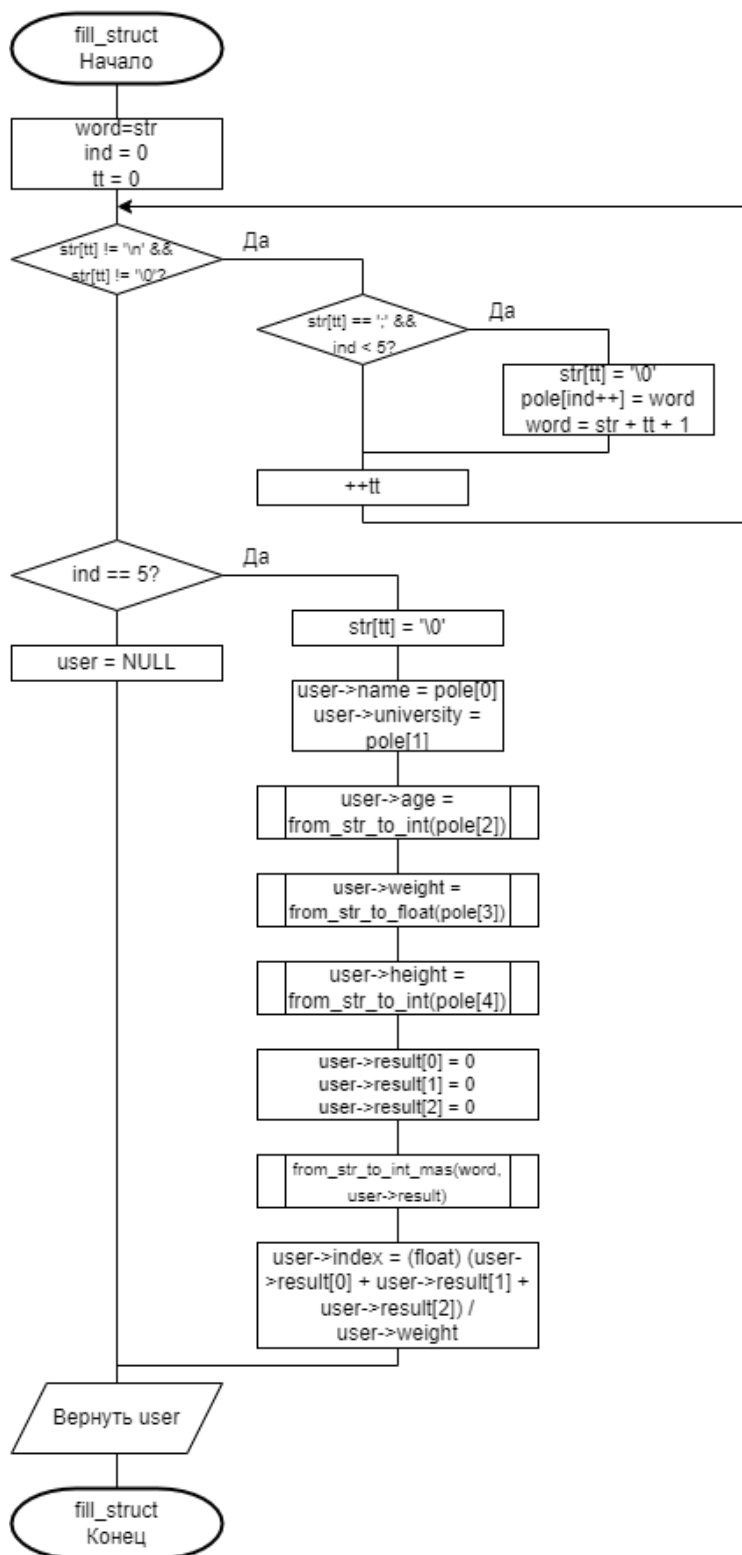 fill_struct
Начало
word=str
ind = 0
tt = 0
str[tt] != '\n' &&
str[tt] != '\0'?
Да
str[tt] == ';' &&
ind < 5?
Да
str[tt] = '\0'
pole[ind++] = word
word = str + tt + 1
++tt
ind == 5?
Да
str[tt] = '\0'
user = NULL
user->name = pole[0]
user->university =
pole[1]
user->age =
from_str_to_int(pole[2])
user->weight =
from_str_to_float(pole[3])
user->height =
from_str_to_int(pole[4])
user->result[0] = 0
user->result[1] = 0
user->result[2] = 0
from_str_to_int_mas(word,
user->result)
user->index = (float) (user-
>result[0] + user->result[1] +
user->result[2]) /
user->weight
Вернуть user
fill_struct
Конец